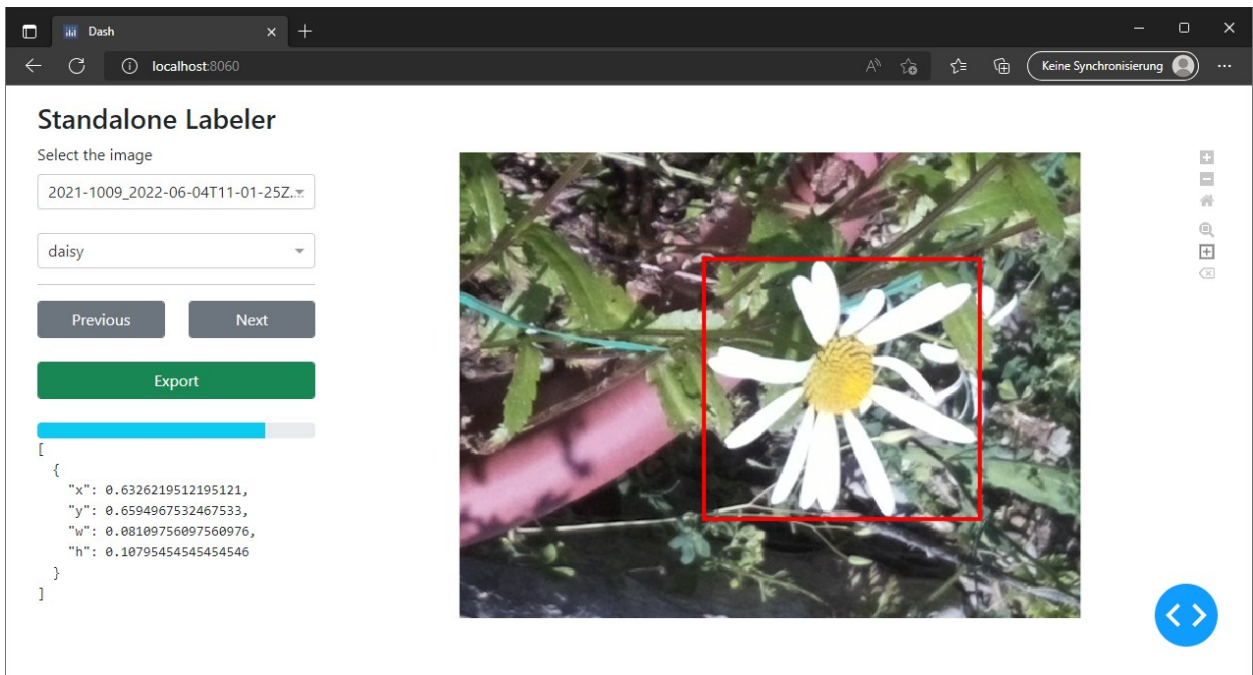 Dash
localhost:8060
Keine Synchronisierung
Standalone Labeler
Select the image
2021-1009_2022-06-04T11-01-25Z...
daisy
Previous Next
Export
[
{
"x": 0.6326219512195121,
"y": 0.6594967532467533,
"w": 0.08109756097560976,
"h": 0.10795454545454546
}
]